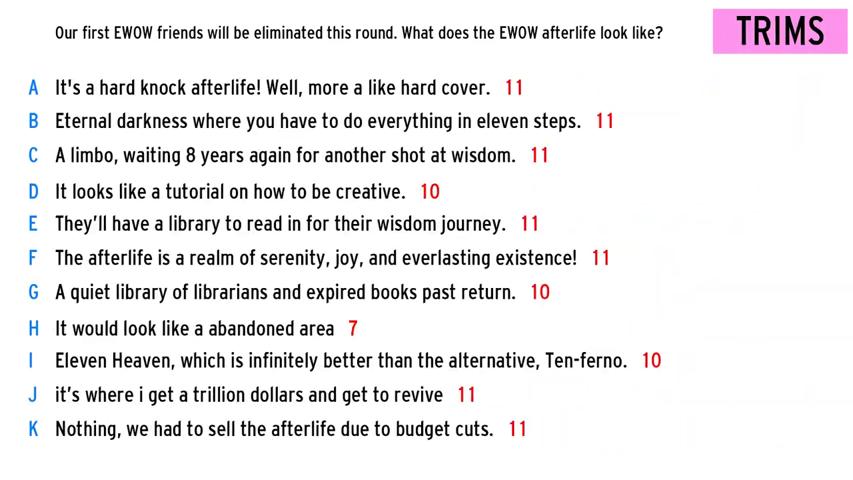 Our first EWOW friends will be eliminated this round. What does the EWOW afterlife look like?
TRIMS
A It's a hard knock afterlife! Well, more a like hard cover. 11
B Eternal darkness where you have to do everything in eleven steps. 11
C A limbo, waiting 8 years again for another shot at wisdom. 11
D It looks like a tutorial on how to be creative. 10
E They’ll have a library to read in for their wisdom journey. 11
F The afterlife is a realm of serenity, joy, and everlasting existence! 11
G A quiet library of librarians and expired books past return. 10
H It would look like a abandoned area 7
I Eleven Heaven, which is infinitely better than the alternative, Ten-ferno. 10
J it’s where i get a trillion dollars and get to revive 11
K Nothing, we had to sell the afterlife due to budget cuts. 11